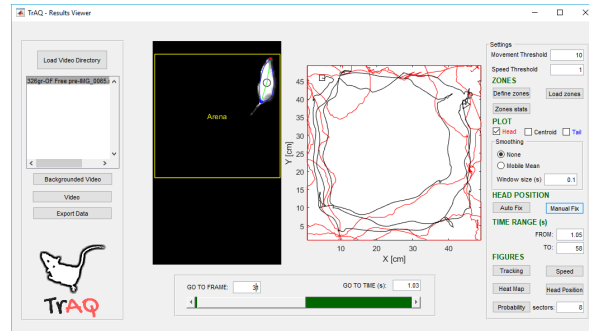 TrAQ - Results Viewer
Load Video Directory
326gr-OF Free pre-IMG_0065.
Backgrounded Video
Video
Export Data
TrAQ
Arena
Y [cm]
45
40
35
30
25
20
15
10
5
10 20 30 40
X [cm]
GO TO FRAME:
GO TO TIME (s): 1.03
Settings
Movement Threshold 10
Speed Threshold 1
ZONES
Define zones Load zones
Zones stats
PLOT
Head Centroid Tail
Smoothing
None
Mobile Mean
Window size (s) 0.1
HEAD POSITION
Auto Fix Manual Fix
TIME RANGE (s)
FROM: 1.05
TO: 58
FIGURES
Tracking Speed
Heat Map Head Position
Probability sectors: 8